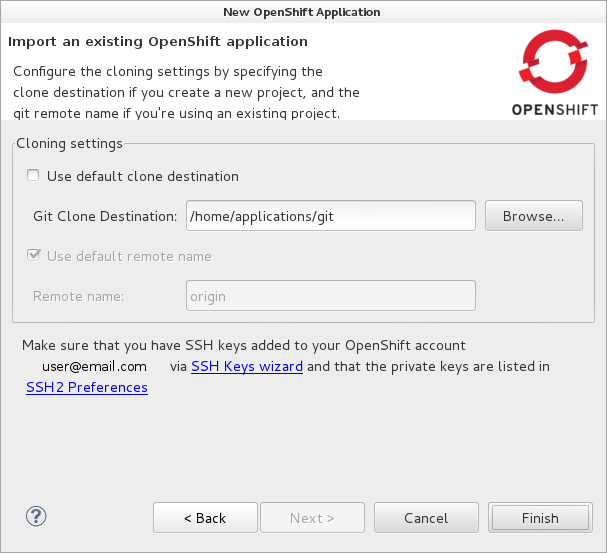 New OpenShift Application
Import an existing OpenShift application
Configure the cloning settings by specifying the
clone destination if you create a new project, and the
git remote name if you're using an existing project.
OPENSHIFT
Cloning settings
Use default clone destination
Git Clone Destination: /home/applications/git Browse...
Use default remote name
Remote name: origin
Make sure that you have SSH keys added to your OpenShift account
user@email.com via SSH Keys wizard and that the private keys are listed in
SSH2 Preferences
? < Back Next > Cancel Finish